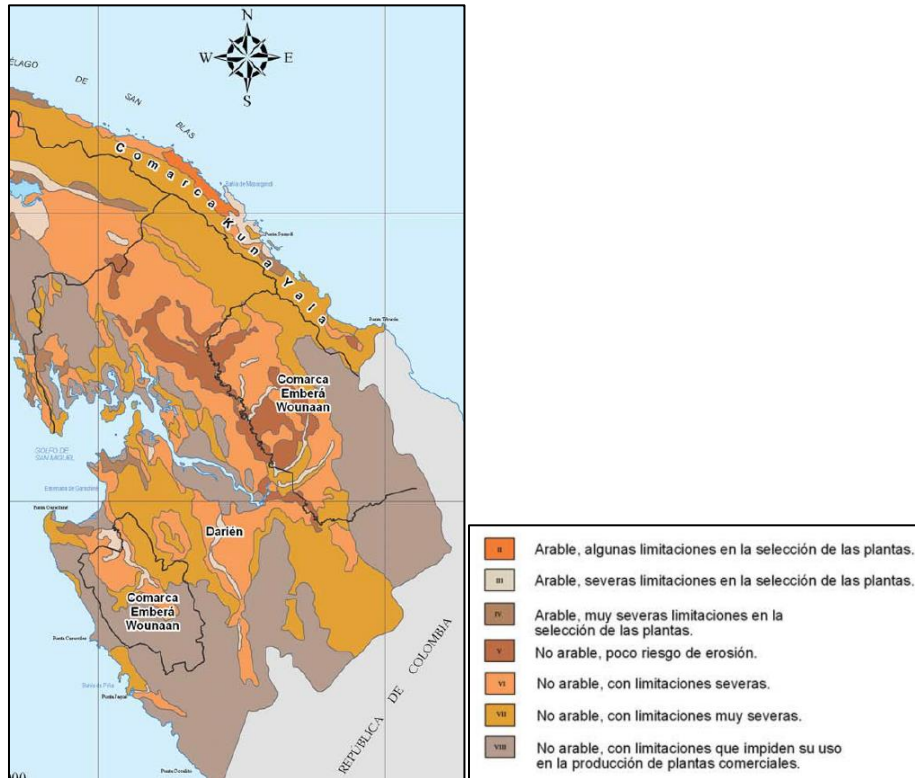 N
W E
S
ÉLAGO DE SAN BLAS
Comarca Kuna Yala
Comarca
Emberá
Wounaan
GOLFO DE
SAN MIGUEL
Darién
Comarca
Emberá
Wounaan
REPÚBLICA DE COLOMBIA
00
II Arable, algunas limitaciones en la selección de las plantas.
III Arable, severas limitaciones en la selección de las plantas.
IV Arable, muy severas limitaciones en la
selección de las plantas.
V No arable, poco riesgo de erosión.
VI No arable, con limitaciones severas.
VII No arable, con limitaciones muy severas.
VIII No arable, con limitaciones que impiden su uso
en la producción de plantas comerciales.